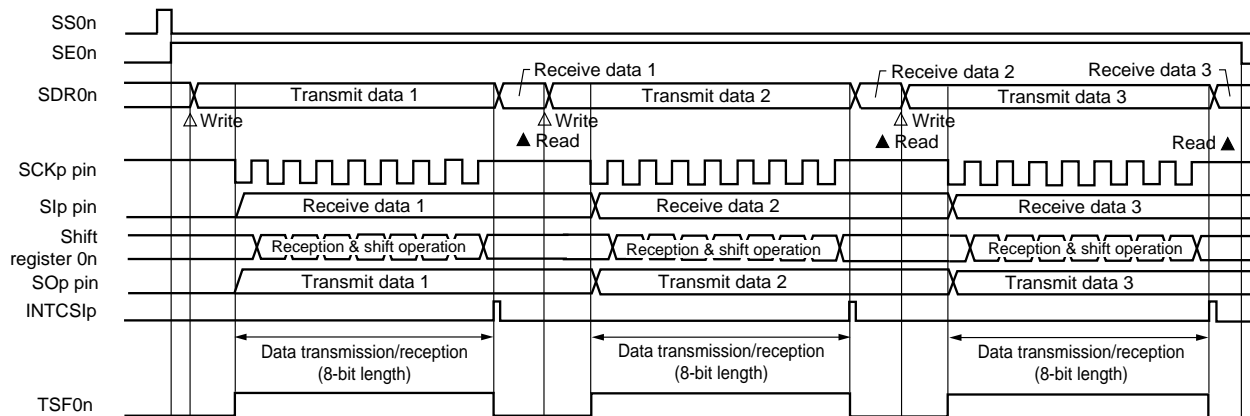 SS0n
SE0n
Receive data 1
Receive data 2
Receive data 3
SDR0n
Transmit data 1
Transmit data 2
Transmit data 3
△ Write
△ Write
△ Write
▲ Read
▲ Read
Read ▲
SCKp pin
SIp pin
Receive data 1
Receive data 2
Receive data 3
Shift
register 0n
Reception & shift operation
Reception & shift operation
Reception & shift operation
SOp pin
Transmit data 1
Transmit data 2
Transmit data 3
INTCSIp
Data transmission/reception
(8-bit length)
Data transmission/reception
(8-bit length)
Data transmission/reception
(8-bit length)
TSF0n